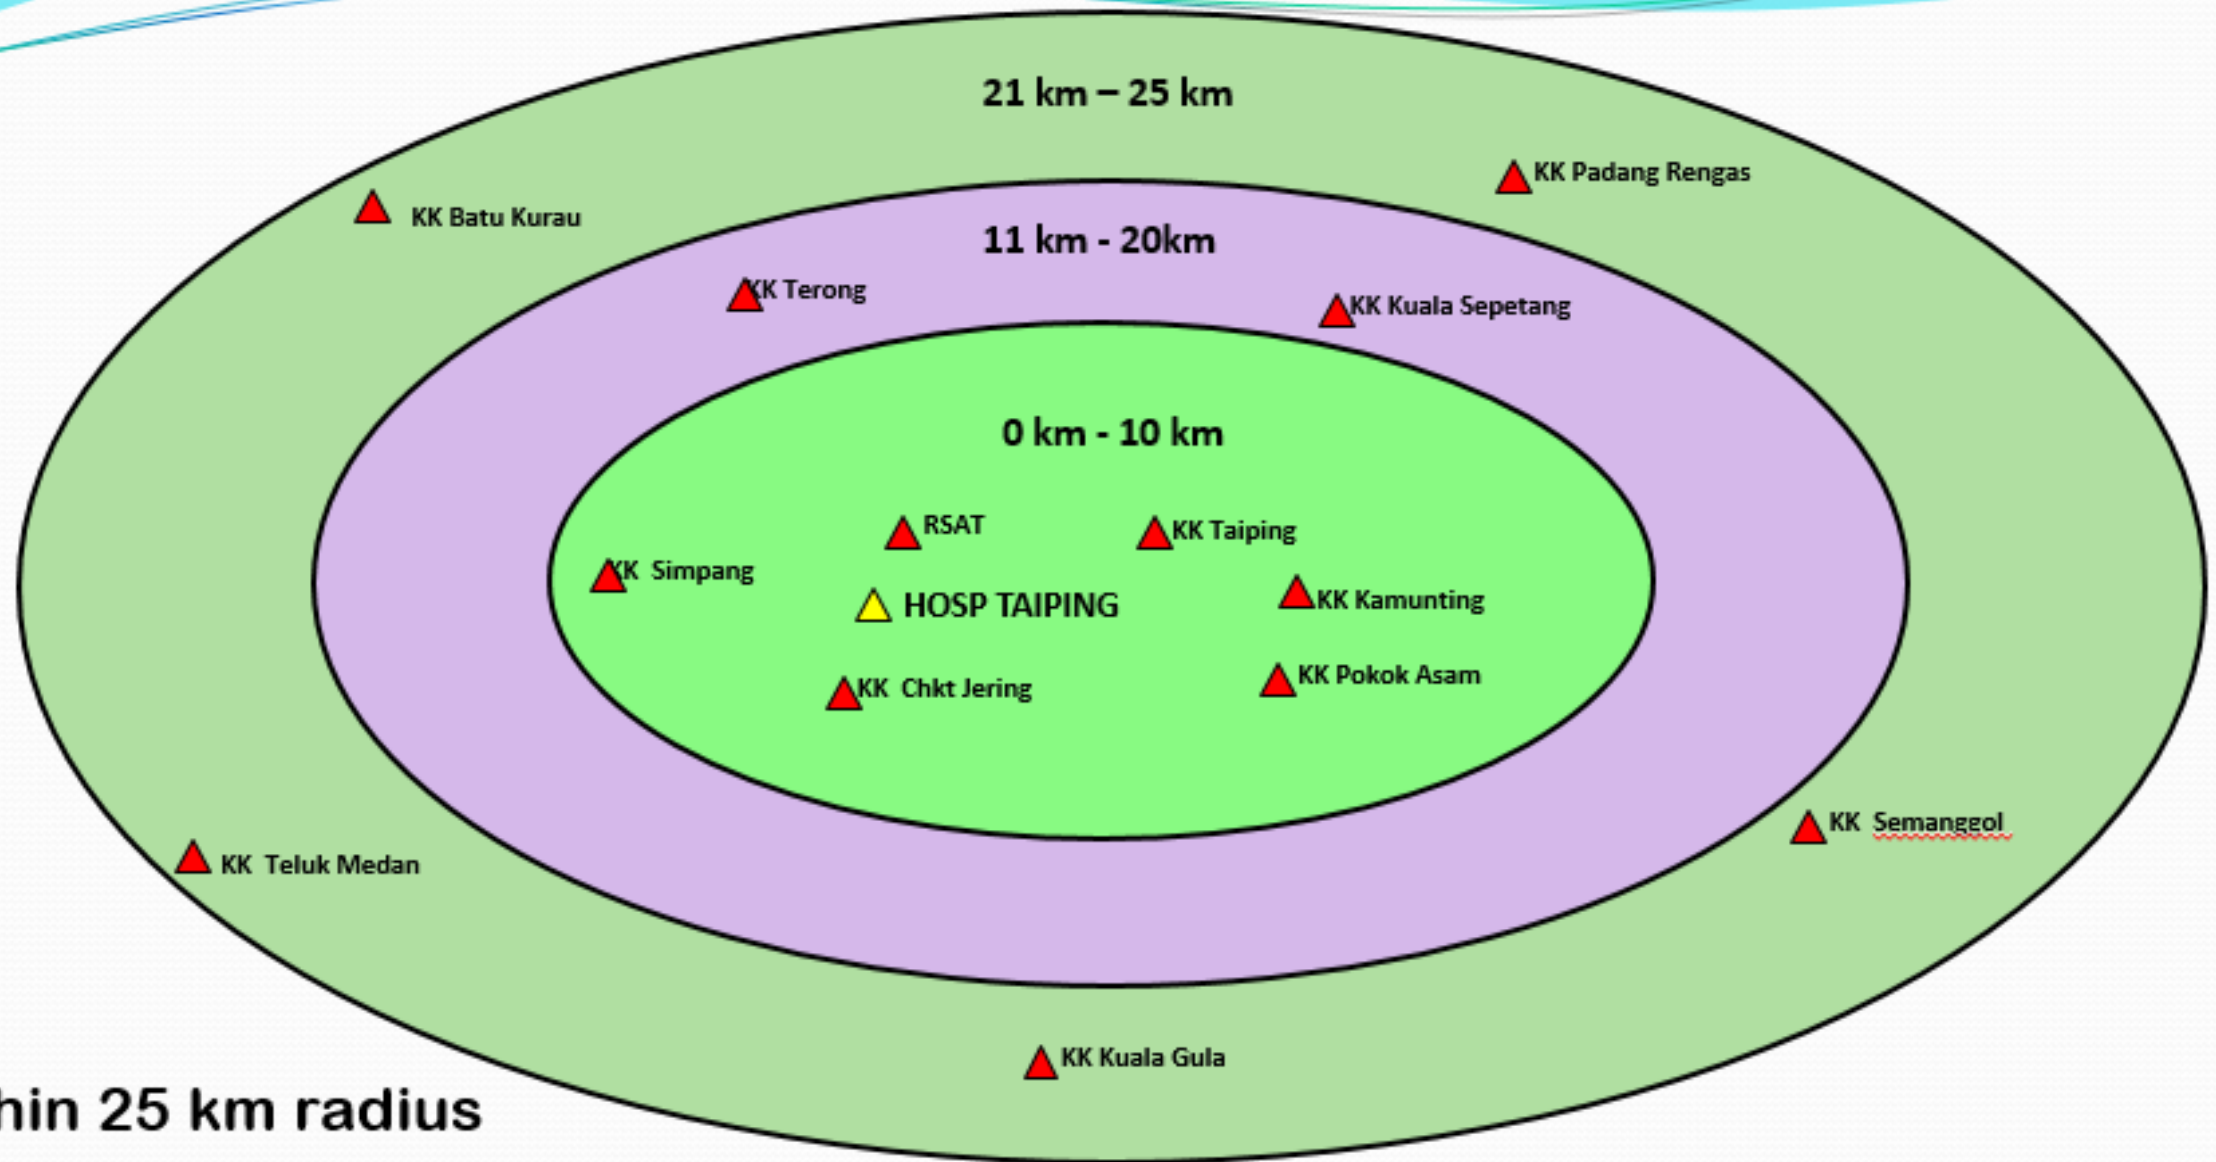 21 km – 25 km
KK Padang Rengas
KK Batu Kurau
11 km - 20km
KK Terong
KK Kuala Sepetang
0 km - 10 km
RSAT
KK Taiping
KK Simpang
HOSP TAIPING
KK Kamunting
KK Chkt Jering
KK Pokok Asam
KK Semanggol
KK Teluk Medan
KK Kuala Gula
25 km radius